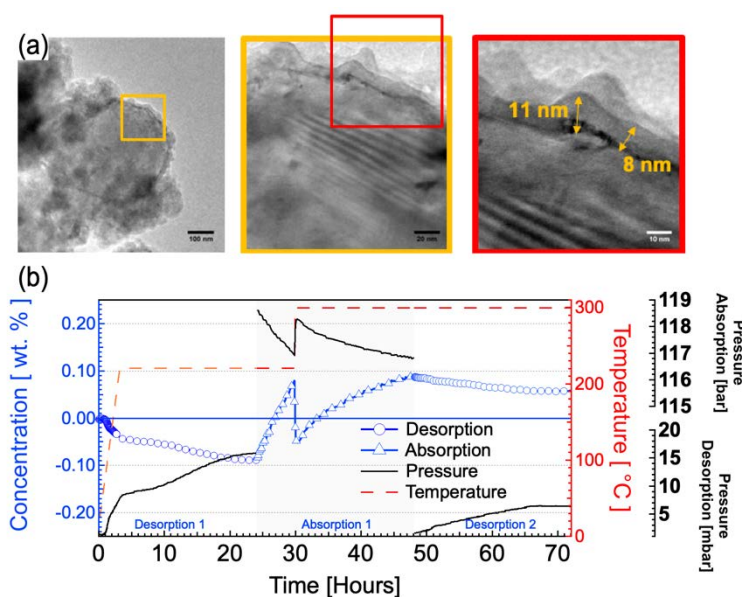 (a)
100 nm
20 nm
11 nm
8 nm
10 nm
(b)
Concentration [ wt. % ]
0.20
0.10
0.00
-0.10
-0.20
Desorption
Absorption
Pressure
Temperature
Desorption 1
Absorption 1
Desorption 2
0 10 20 30 40 50 60 70
Time [Hours]
300
200
100
0
Temperature [ °C]
119
118
117
116
115
Pressure
Absorption [bar]
20
15
10
5
Pressure
Desorption [mbar]